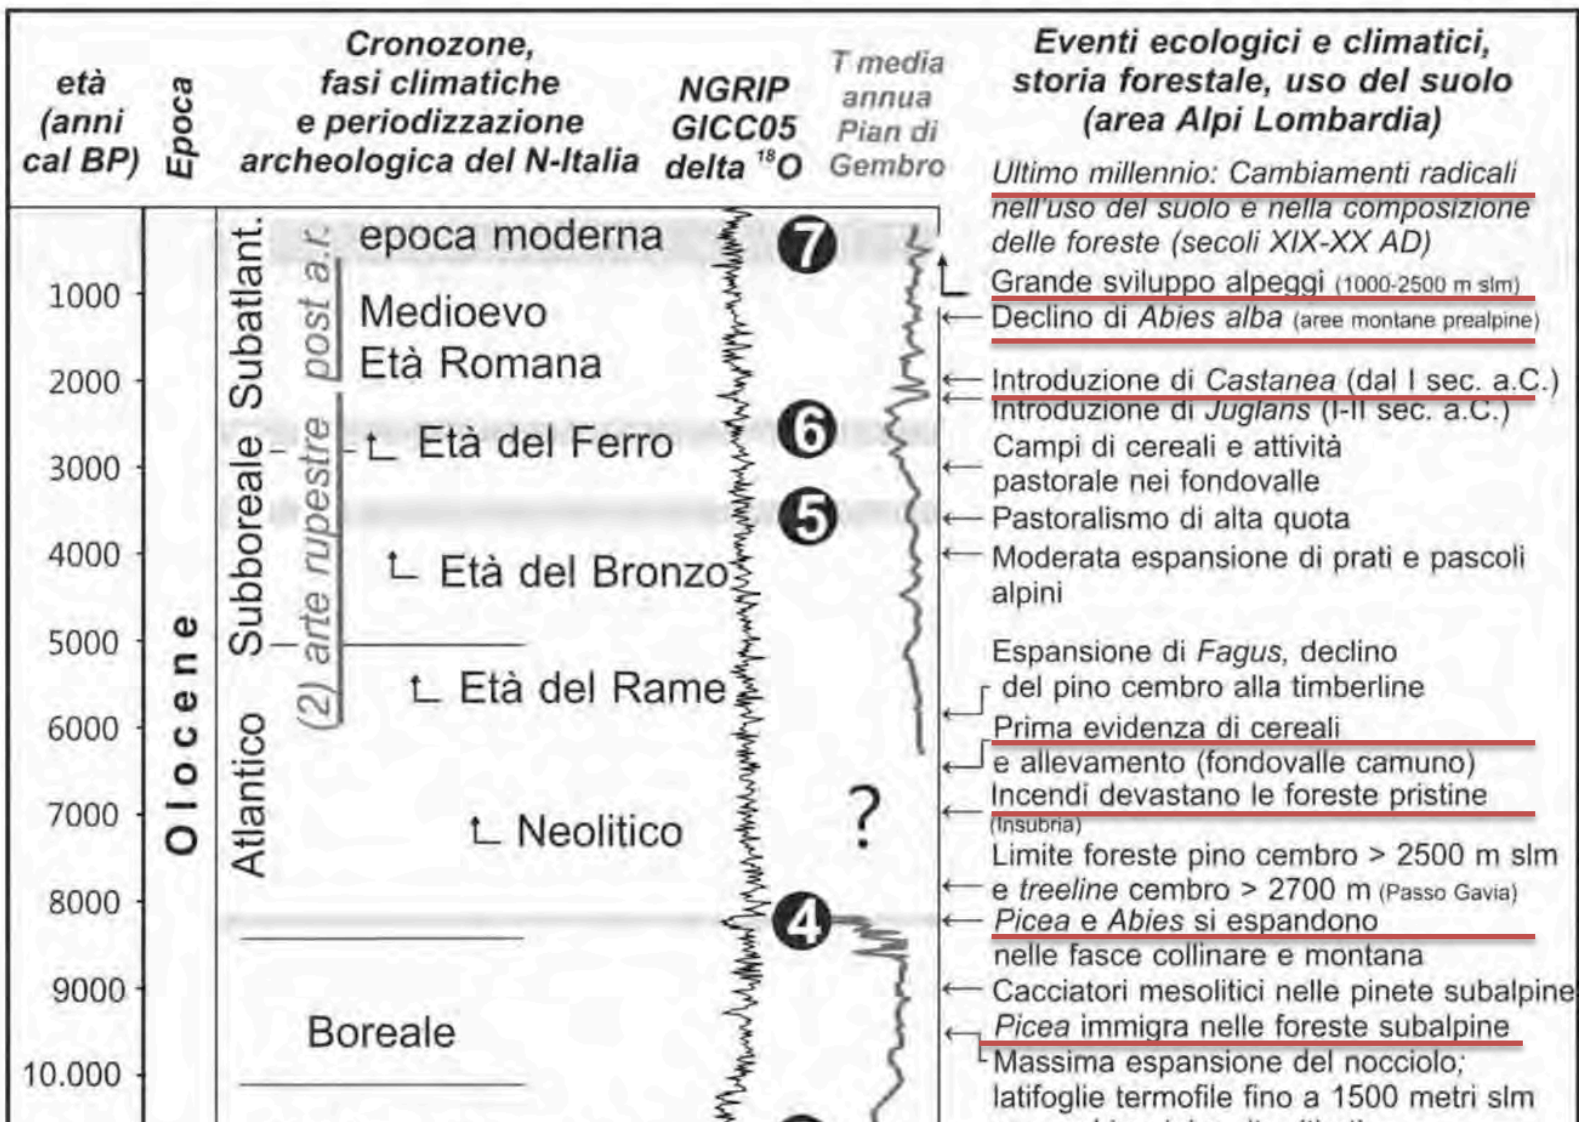 età
(anni
cal BP)
Epoca
Cronozone,
fasi climatiche
e periodizzazione
archeologica del N-Italia
NGRIP
GICC05
delta ¹⁸O
T media
annua
Pian di
Gembro
Eventi ecologici e climatici,
storia forestale, uso del suolo
(area Alpi Lombardia)
1000
2000
3000
4000
5000
6000
7000
8000
9000
10.000
Olocene
Subatlant.
Subboreale
Atlantico
Boreale
post a.r.
(2) arte rupestre
epoca moderna
Medioevo
Età Romana
Età del Ferro
Età del Bronzo
Età del Rame
Neolitico
7
6
5
?
4
Ultimo millennio: Cambiamenti radicali
nell'uso del suolo e nella composizione
delle foreste (secoli XIX-XX AD)
Grande sviluppo alpeggi (1000-2500 m slm)
Declino di Abies alba (aree montane prealpine)
Introduzione di Castanea (dal I sec. a.C.)
Introduzione di Juglans (I-II sec. a.C.)
Campi di cereali e attività
pastorale nei fondovalle
Pastoralismo di alta quota
Moderata espansione di prati e pascoli
alpini
Espansione di Fagus, declino
del pino cembro alla timberline
Prima evidenza di cereali
e allevamento (fondovalle camuno)
Incendi devastano le foreste pristine
(Insubria)
Limite foreste pino cembro > 2500 m slm
e treeline cembro > 2700 m (Passo Gavia)
Picea e Abies si espandono
nelle fasce collinare e montana
Cacciatori mesolitici nelle pinete subalpine
Picea immigra nelle foreste subalpine
Massima espansione del nocciolo;
latifoglie termofile fino a 1500 metri slm